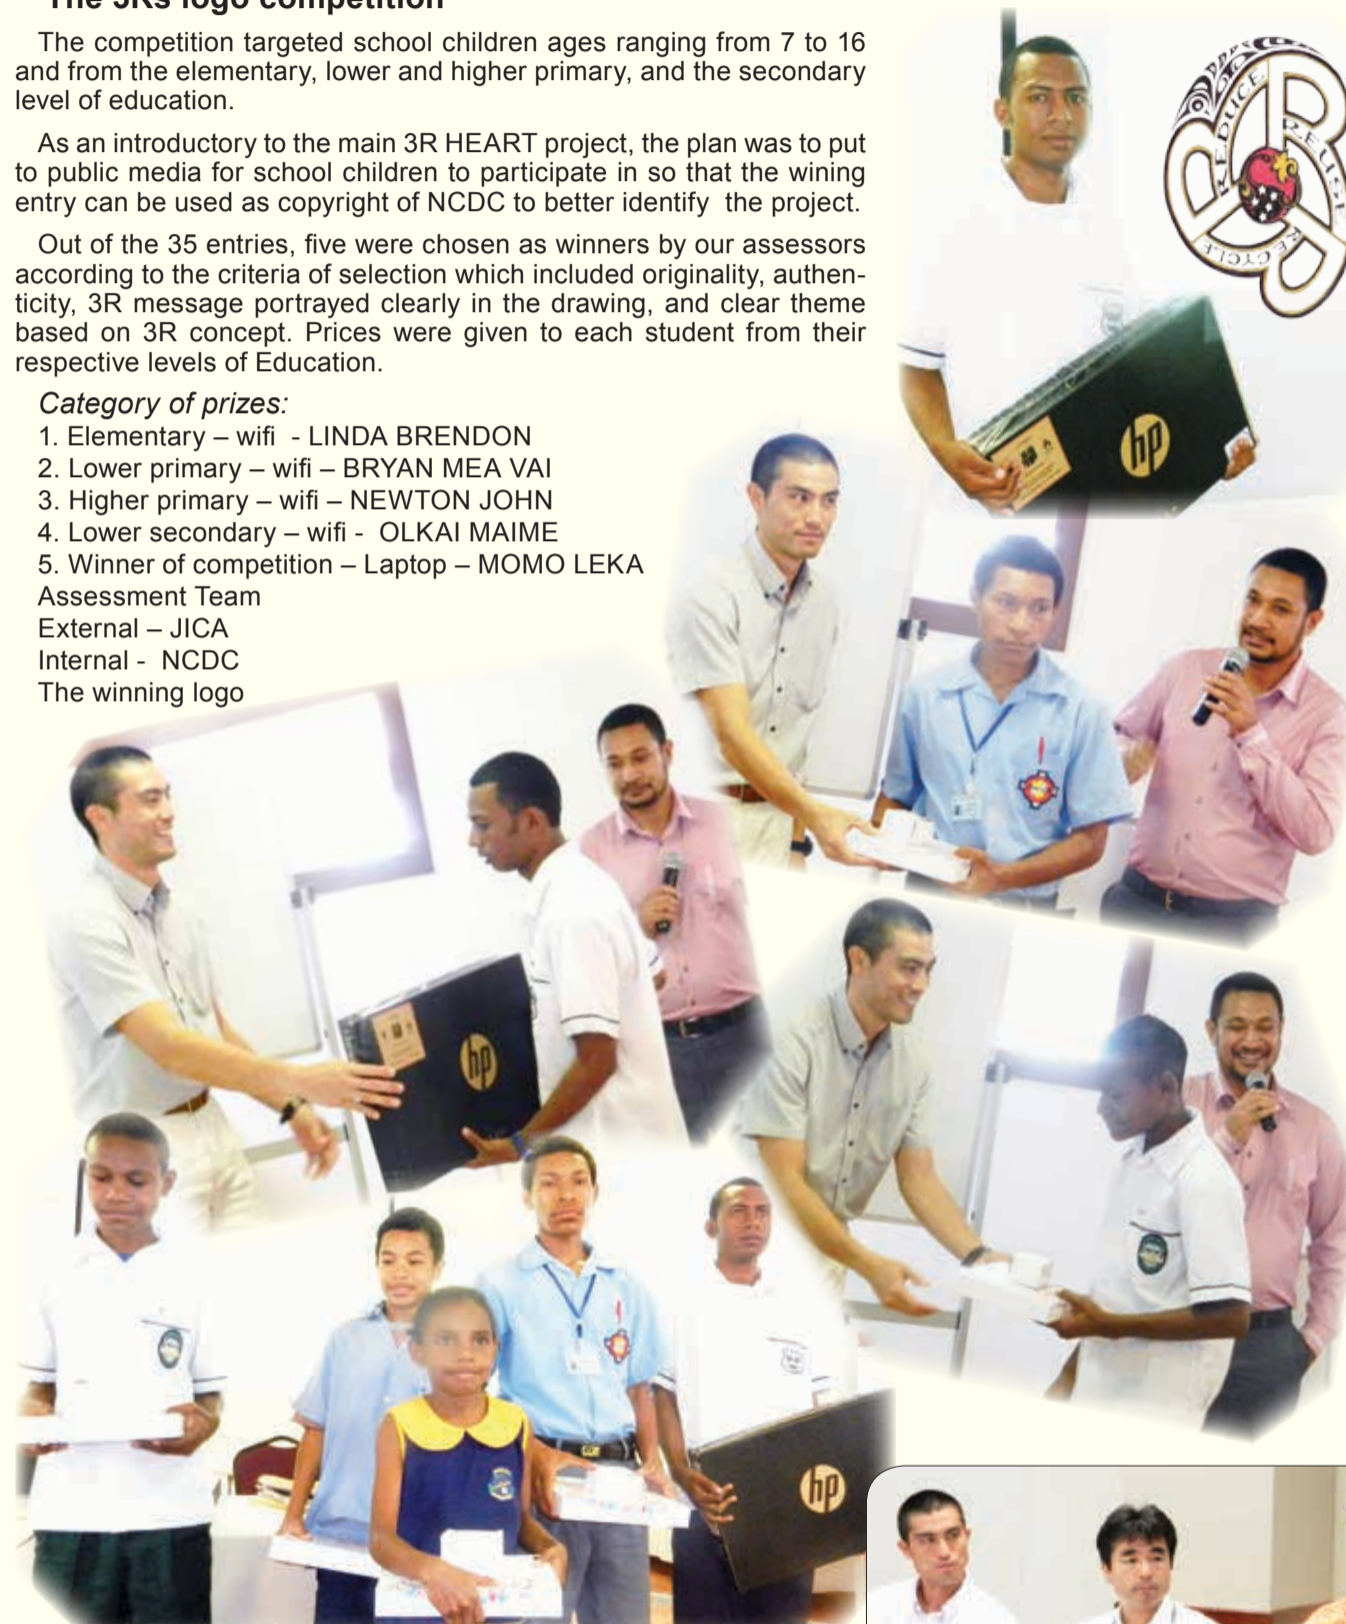 The 3Rs logo competition
The competition targeted school children ages ranging from 7 to 16
and from the elementary, lower and higher primary, and the secondary
level of education.
As an introductory to the main 3R HEART project, the plan was to put
to public media for school children to participate in so that the wining
entry can be used as copyright of NCDC to better identify  the project.
Out of the 35 entries, five were chosen as winners by our assessors
according to the criteria of selection which included originality, authen-
ticity, 3R message portrayed clearly in the drawing, and clear theme
based on 3R concept. Prices were given to each student from their
respective levels of Education.
Category of prizes:
1. Elementary – wifi  - LINDA BRENDON
2. Lower primary – wifi – BRYAN MEA VAI
3. Higher primary – wifi – NEWTON JOHN
4. Lower secondary – wifi -  OLKAI MAIME
5. Winner of competition – Laptop – MOMO LEKA
Assessment Team
External – JICA
Internal -  NCDC
The winning logo
REDUCE
REUSE
RECYCLE
hp
hp
hp